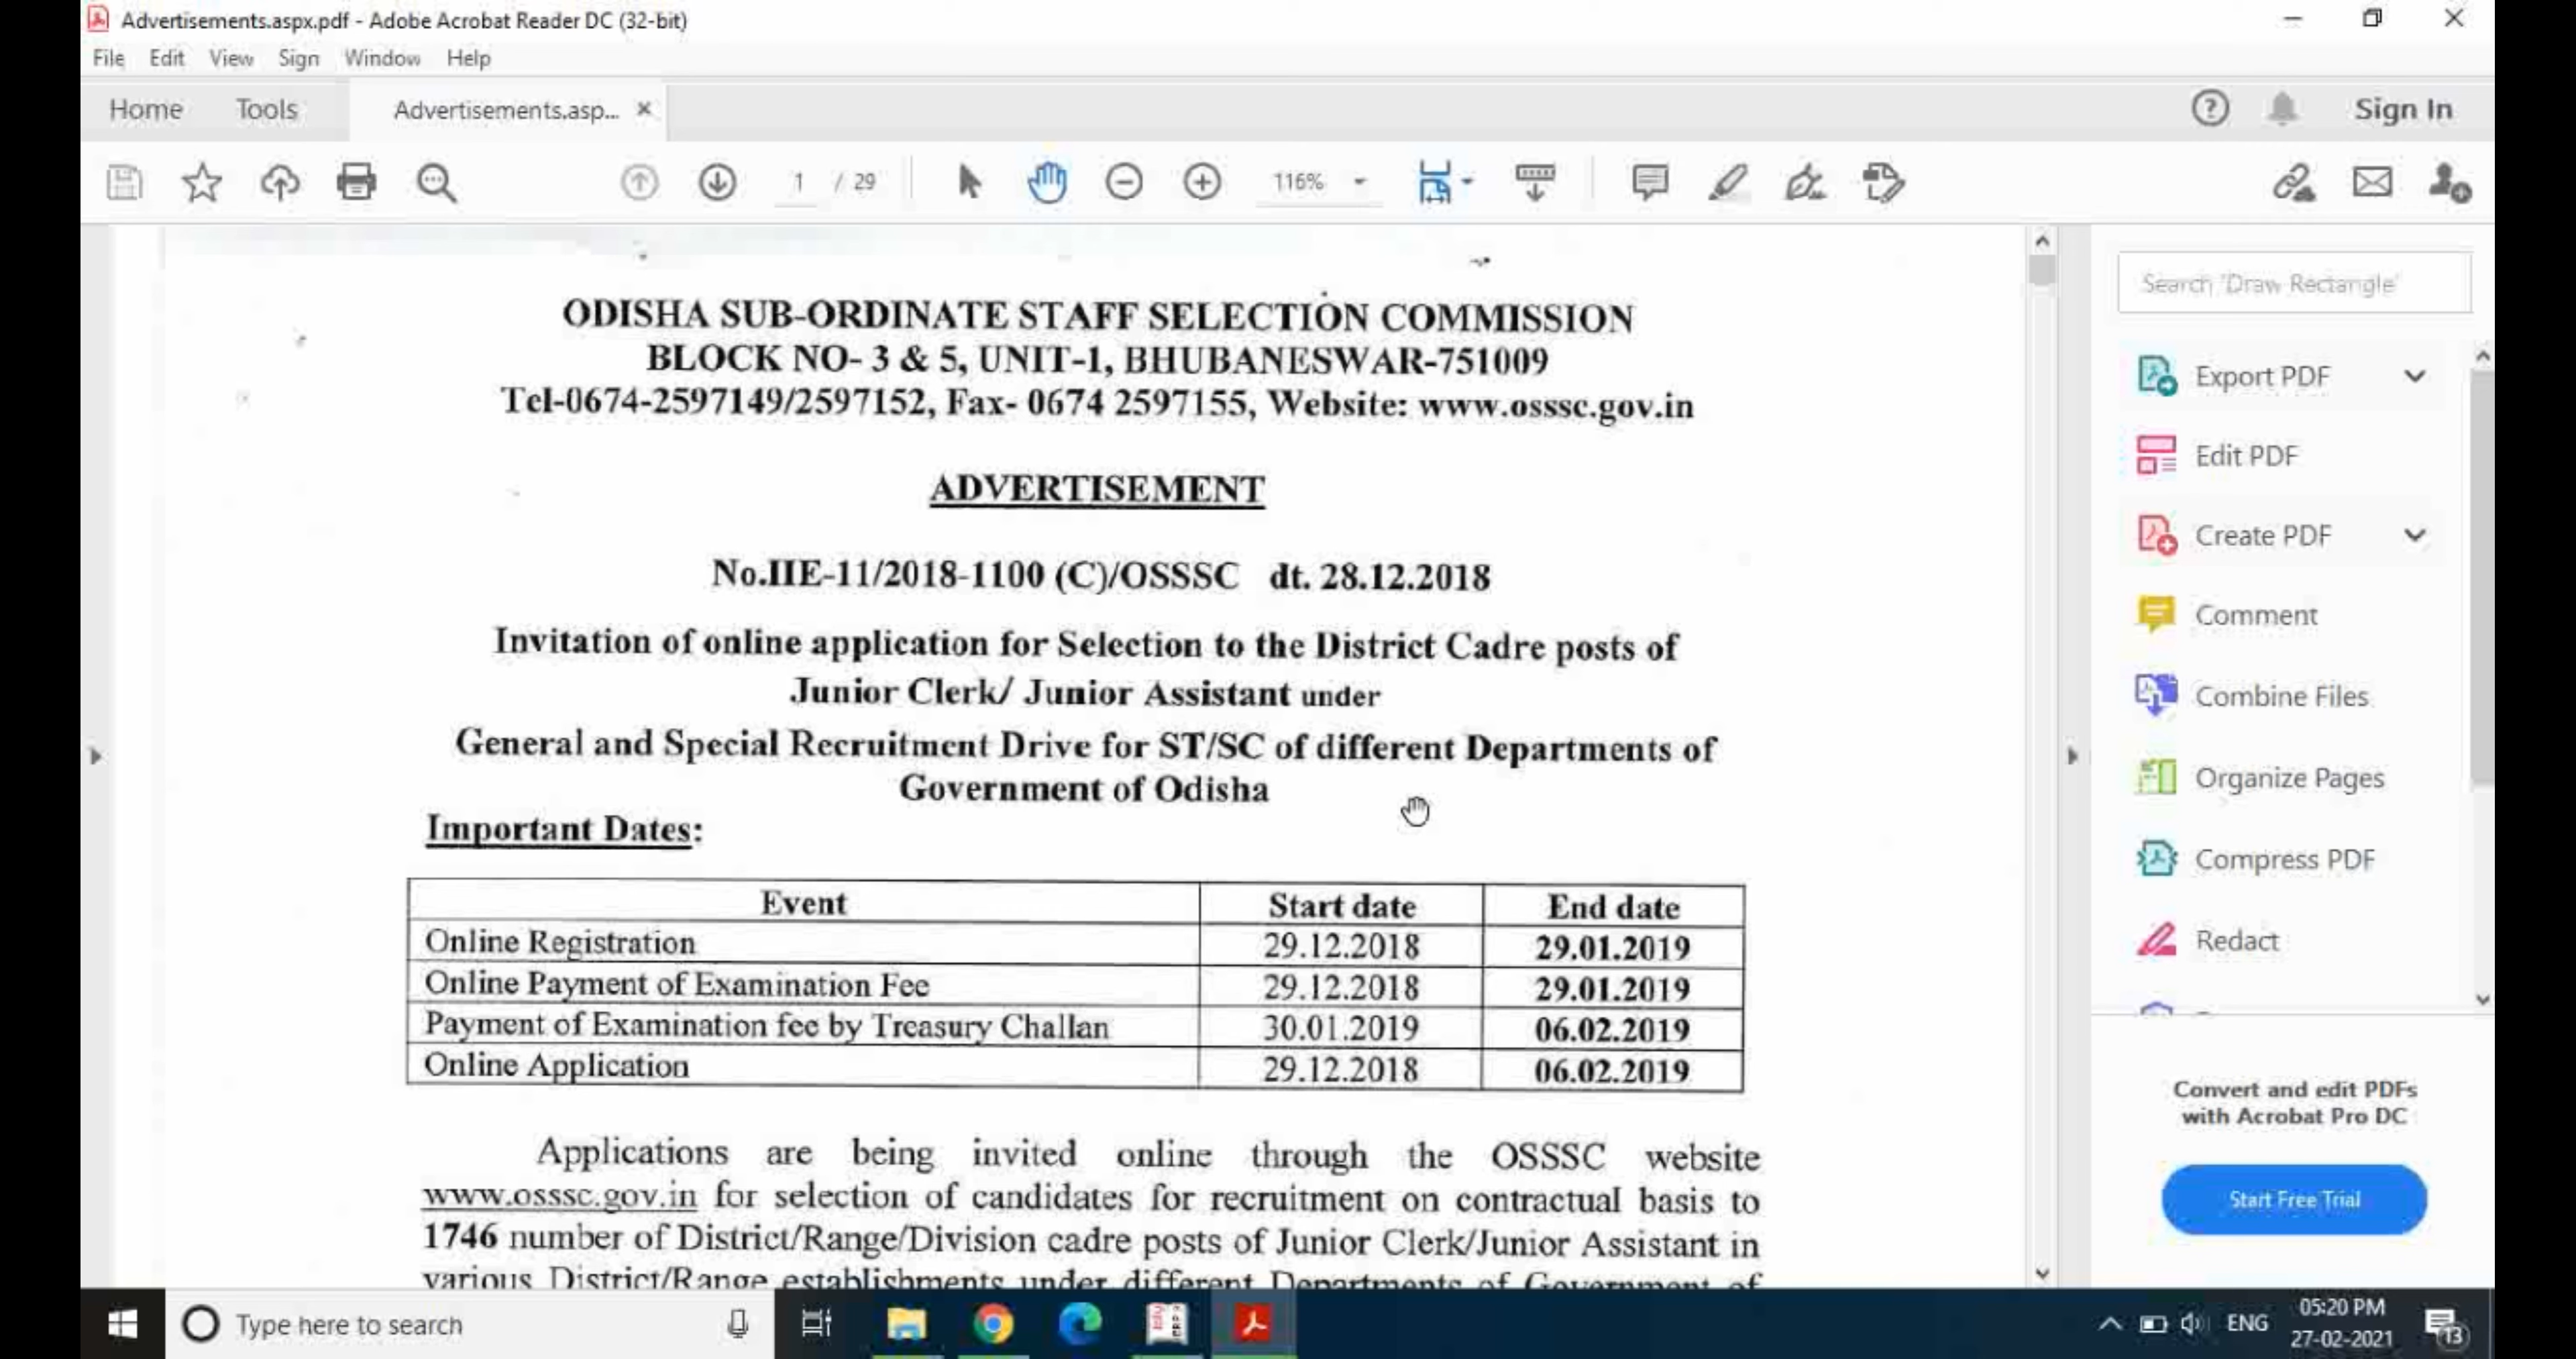 Advertisements.aspx.pdf - Adobe Acrobat Reader DC (32-bit)
File Edit View Sign Window Help
Home Tools Advertisements.asp... Sign In
1 / 29 116%
ODISHA SUB-ORDINATE STAFF SELECTION COMMISSION
BLOCK NO- 3 & 5, UNIT-1, BHUBANESWAR-751009
Tel-0674-2597149/2597152, Fax- 0674 2597155, Website: www.osssc.gov.in
ADVERTISEMENT
No.IIE-11/2018-1100 (C)/OSSSC dt. 28.12.2018
Invitation of online application for Selection to the District Cadre posts of
Junior Clerk/ Junior Assistant under
General and Special Recruitment Drive for ST/SC of different Departments of
Government of Odisha
Important Dates:
Event Start date End date
Online Registration 29.12.2018 29.01.2019
Online Payment of Examination Fee 29.12.2018 29.01.2019
Payment of Examination fee by Treasury Challan 30.01.2019 06.02.2019
Online Application 29.12.2018 06.02.2019
Applications are being invited online through the OSSSC website
www.osssc.gov.in for selection of candidates for recruitment on contractual basis to
1746 number of District/Range/Division cadre posts of Junior Clerk/Junior Assistant in
various District/Range establishments under different Departments of Government of
Search 'Draw Rectangle'
Export PDF
Edit PDF
Create PDF
Comment
Combine Files
Organize Pages
Compress PDF
Redact
Convert and edit PDFs
with Acrobat Pro DC
Start Free Trial
Type here to search
ENG
05:20 PM
27-02-2021
13